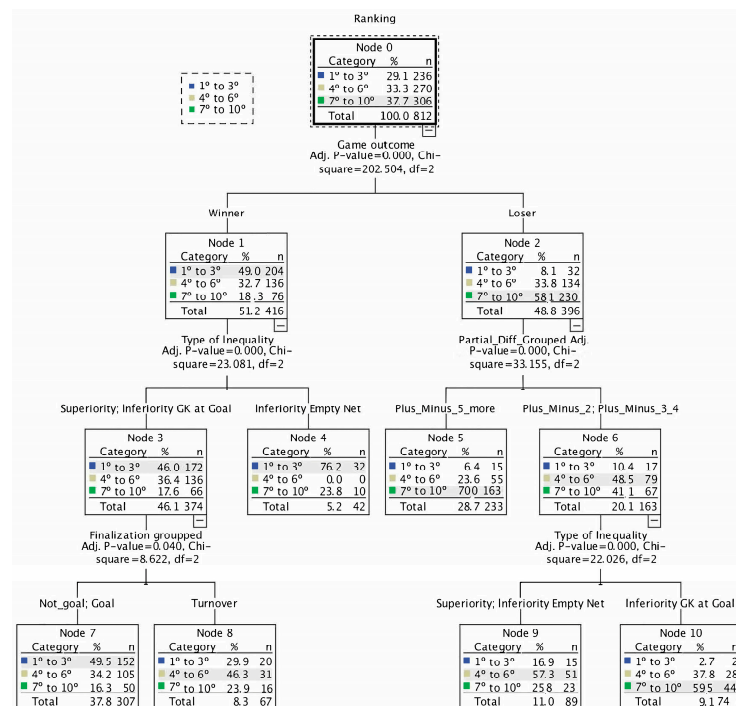 Ranking
Node 0
Category % n
1º to 3º 29.1 236
4º to 6º 33.3 270
7º to 10º 37.7 306
Total 100.0 812
1º to 3º
4º to 6º
7º to 10º
Game outcome
Adj. P-value=0.000, Chi-
square=202.504, df=2
Winner
Loser
Node 1
Category % n
1º to 3º 49.0 204
4º to 6º 32.7 136
7º to 10º 18.3 76
Total 51.2 416
Node 2
Category % n
1º to 3º 8.1 32
4º to 6º 33.8 134
7º to 10º 581 230
Total 48.8 396
Type of Inequality
Adj. P-value=0.000, Chi-
square=23.081, df=2
Partial_Diff_Grouped Adj.
P-value=0.000, Chi-
square=33.155, df=2
Superiority; Inferiority GK at Goal
Inferiority Empty Net
Plus_Minus_5_more
Plus_Minus_2; Plus_Minus_3_4
Node 3
Category % n
1º to 3º 46.0 172
4º to 6º 36.4 136
7º to 10º 17.6 66
Total 46.1 374
Node 4
Category % n
1º to 3º 76.2 32
4º to 6º 0.0 0
7º to 10º 23.8 10
Total 5.2 42
Node 5
Category % n
1º to 3º 6.4 15
4º to 6º 23.6 55
7º to 10º 700 163
Total 28.7 233
Node 6
Category % n
1º to 3º 10.4 17
4º to 6º 48.5 79
7º to 10º 41 1 67
Total 20.1 163
Finalization groupped
Adj. P-value=0.040, Chi-
square=8.622, df=2
Type of Inequality
Adj. P-value=0.000, Chi-
square=22.026, df=2
Not_goal; Goal
Turnover
Superiority; Inferiority Empty Net
Inferiority GK at Goal
Node 7
Category % n
1º to 3º 49.5 152
4º to 6º 34.2 105
7º to 10º 16.3 50
Total 37.8 307
Node 8
Category % n
1º to 3º 29.9 20
4º to 6º 46.3 31
7º to 10º 23.9 16
Total 8.3 67
Node 9
Category % n
1º to 3º 16.9 15
4º to 6º 57.3 51
7º to 10º 258 23
Total 11.0 89
Node 10
Category % n
1º to 3º 2.7 2
4º to 6º 37.8 28
7º to 10º 595 44
Total 9.1 74